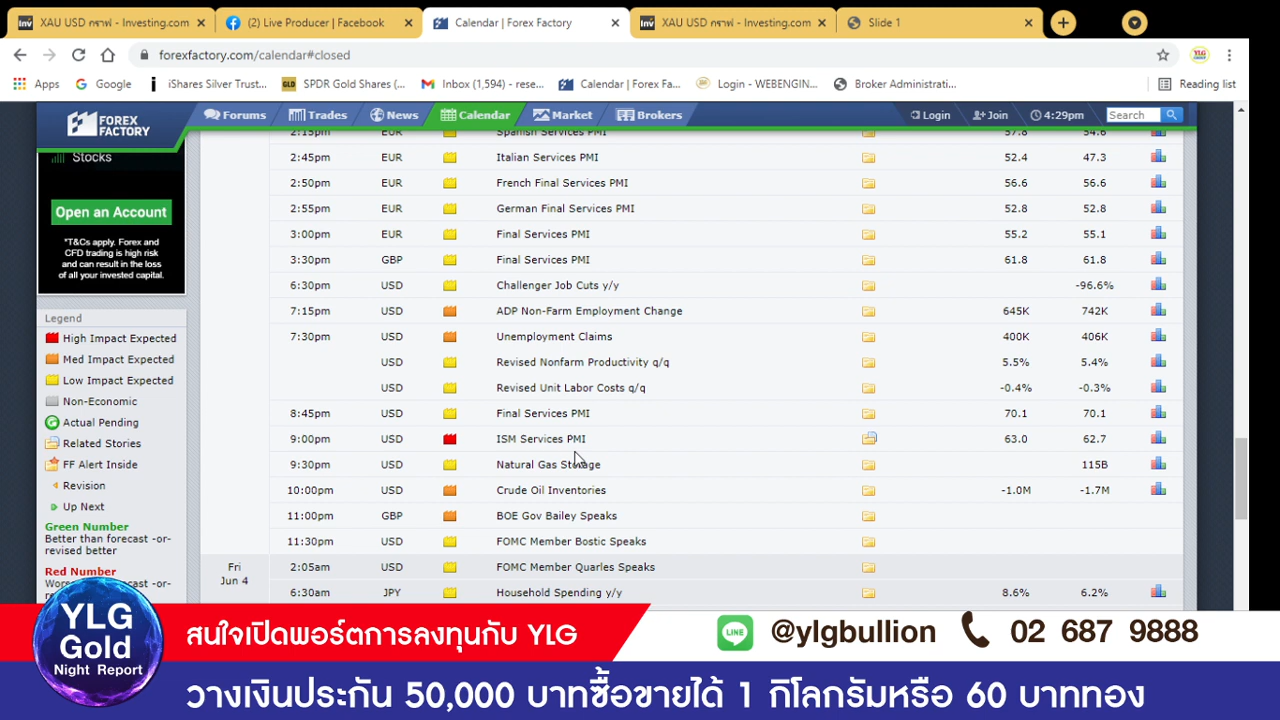 XAU USD กราฟ - Investing.com
(2) Live Producer | Facebook
Calendar | Forex Factory
XAU USD กราฟ - Investing.com
Slide 1
forexfactory.com/calendar#closed
Apps
Google
iShares Silver Trust...
SPDR Gold Shares (...
Inbox (1,594) - rese...
Calendar | Forex Fa...
Login - WEBENGIN...
Broker Administrati...
Reading list
FOREX FACTORY
Forums
Trades
News
Calendar
Market
Brokers
Login
Join
4:29pm
Search
Stocks
Open an Account
*T&Cs apply. Forex and
CFD trading is high risk
and can result in the loss
of all your invested capital.
Legend
High Impact Expected
Med Impact Expected
Low Impact Expected
Non-Economic
Actual Pending
Related Stories
FF Alert Inside
Revision
Up Next
Green Number
Better than forecast -or-
revised better
Red Number
2:15pm EUR Spanish Services PMI 57.8 54.6
2:45pm EUR Italian Services PMI 52.4 47.3
2:50pm EUR French Final Services PMI 56.6 56.6
2:55pm EUR German Final Services PMI 52.8 52.8
3:00pm EUR Final Services PMI 55.2 55.1
3:30pm GBP Final Services PMI 61.8 61.8
6:30pm USD Challenger Job Cuts y/y -96.6%
7:15pm USD ADP Non-Farm Employment Change 645K 742K
7:30pm USD Unemployment Claims 400K 406K
USD Revised Nonfarm Productivity q/q 5.5% 5.4%
USD Revised Unit Labor Costs q/q -0.4% -0.3%
8:45pm USD Final Services PMI 70.1 70.1
9:00pm USD ISM Services PMI 63.0 62.7
9:30pm USD Natural Gas Storage 115B
10:00pm USD Crude Oil Inventories -1.0M -1.7M
11:00pm GBP BOE Gov Bailey Speaks
11:30pm USD FOMC Member Bostic Speaks
Fri
Jun 4
2:05am USD FOMC Member Quarles Speaks
6:30am JPY Household Spending y/y 8.6% 6.2%
YLG
Gold
Night Report
สนใจเปิดพอร์ตการลงทุนกับ YLG
LINE
@ylgbullion
02 687 9888
วางเงินประกัน 50,000 บาทซื้อขายได้ 1 กิโลกรัมหรือ 60 บาททอง